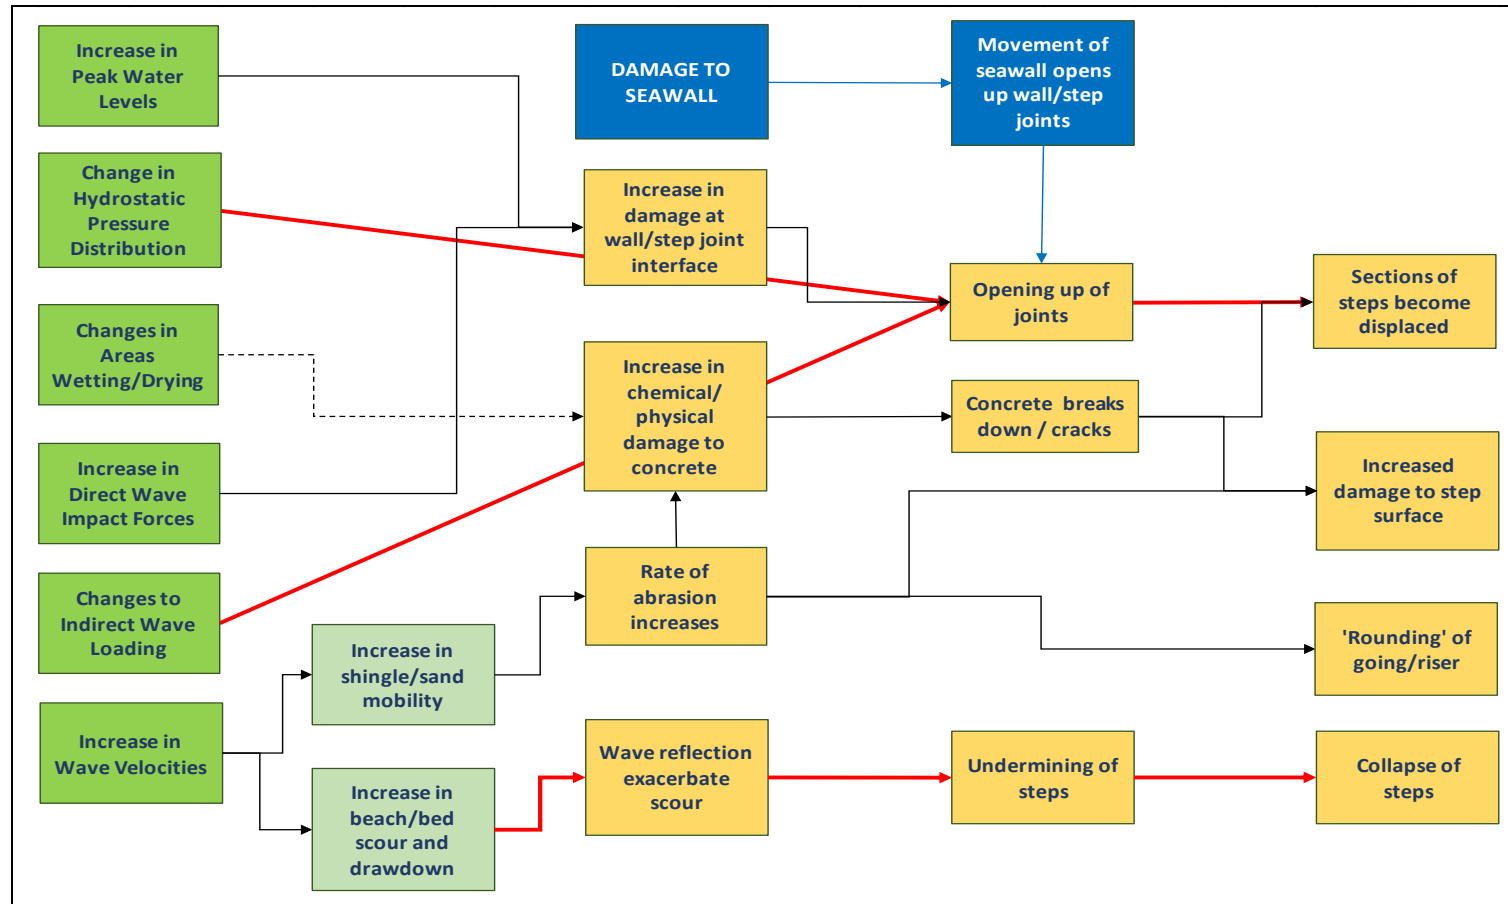 Increase in
Peak Water
Levels
DAMAGE TO
SEAWALL
Movement of
seawall opens
up wall/step
joints
Change in
Hydrostatic
Pressure
Distribution
Increase in
damage at
wall/step joint
interface
Opening up of
joints
Sections of
steps become
displaced
Changes in
Areas
Wetting/Drying
Increase in
chemical/
physical
damage to
concrete
Concrete breaks
down / cracks
Increase in
Direct Wave
Impact Forces
Increased
damage to step
surface
Changes to
Indirect Wave
Loading
Rate of
abrasion
increases
Increase in
shingle/sand
mobility
'Rounding' of
going/riser
Increase in
Wave Velocities
Increase in
beach/bed
scour and
drawdown
Wave reflection
exacerbate
scour
Undermining of
steps
Collapse of
steps